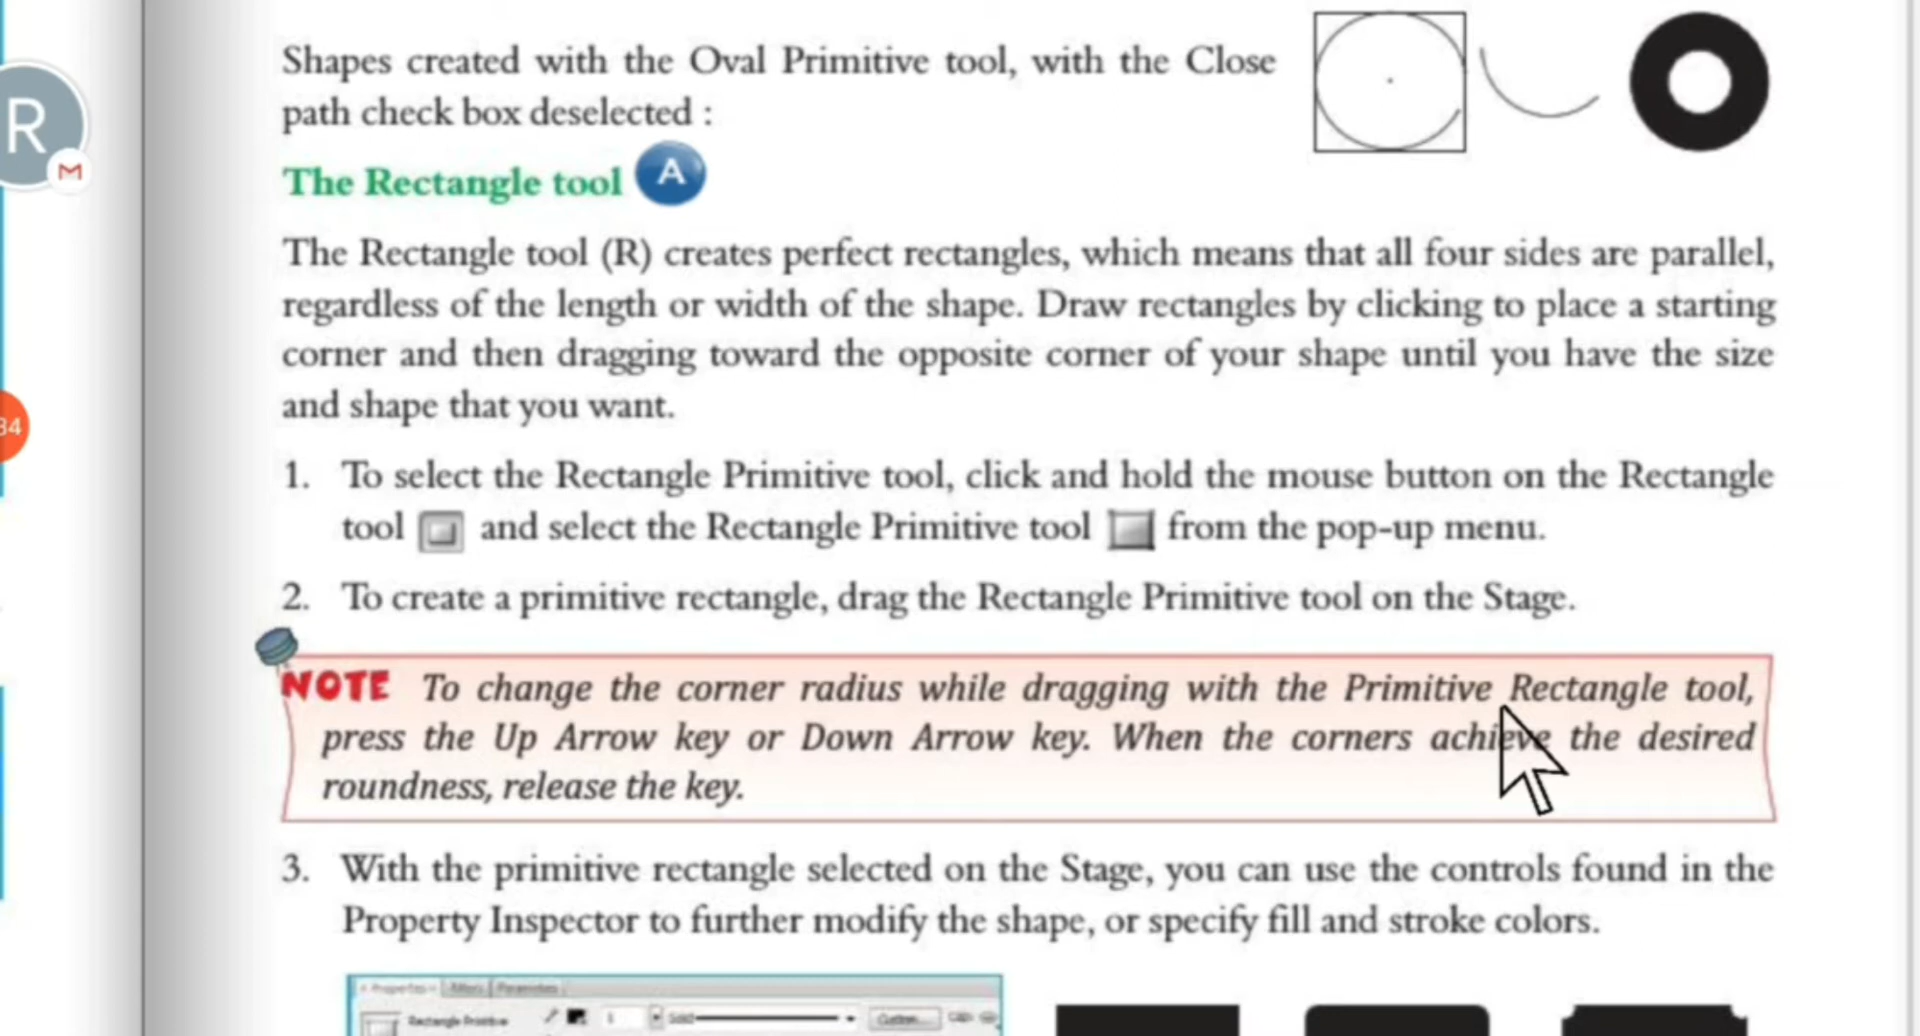 Shapes created with the Oval Primitive tool, with the Close
path check box deselected :
R
The Rectangle tool A
The Rectangle tool (R) creates perfect rectangles, which means that all four sides are parallel,
regardless of the length or width of the shape. Draw rectangles by clicking to place a starting
corner and then dragging toward the opposite corner of your shape until you have the size
and shape that you want.
34
1. To select the Rectangle Primitive tool, click and hold the mouse button on the Rectangle
tool and select the Rectangle Primitive tool from the pop-up menu.
2. To create a primitive rectangle, drag the Rectangle Primitive tool on the Stage.
NOTE To change the corner radius while dragging with the Primitive Rectangle tool,
press the Up Arrow key or Down Arrow key. When the corners achieve the desired
roundness, release the key.
3. With the primitive rectangle selected on the Stage, you can use the controls found in the
Property Inspector to further modify the shape, or specify fill and stroke colors.
Properties Filters Parameters
Rectangle Primitive 1 Solid Custom...